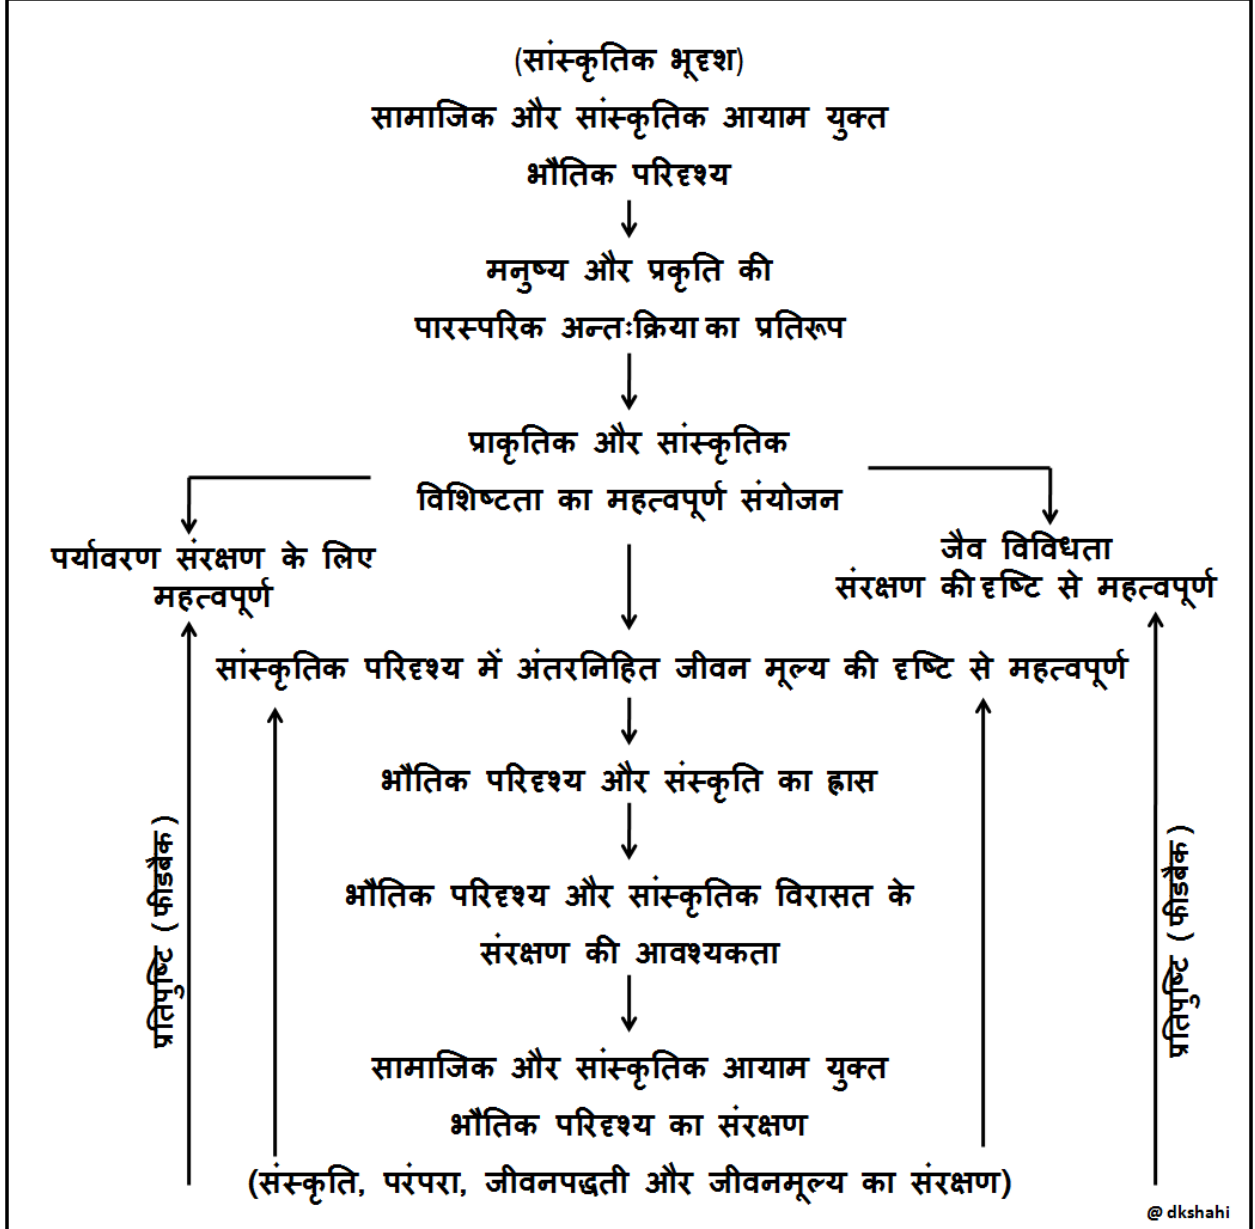 (सांस्कृतिक भूदृश)
सामाजिक और सांस्कृतिक आयाम युक्त
भौतिक परिदृश्य
मनुष्य और प्रकृति की
पारस्परिक अन्तःक्रिया का प्रतिरूप
प्राकृतिक और सांस्कृतिक
विशिष्टता का महत्वपूर्ण संयोजन
पर्यावरण संरक्षण के लिए
महत्वपूर्ण
जैव विविधता
संरक्षण की दृष्टि से महत्वपूर्ण
सांस्कृतिक परिदृश्य में अंतरनिहित जीवन मूल्य की दृष्टि से महत्वपूर्ण
भौतिक परिदृश्य और संस्कृति का ह्रास
भौतिक परिदृश्य और सांस्कृतिक विरासत के
संरक्षण की आवश्यकता
सामाजिक और सांस्कृतिक आयाम युक्त
भौतिक परिदृश्य का संरक्षण
(संस्कृति, परंपरा, जीवनपद्धती और जीवनमूल्य का संरक्षण)
प्रतिपुष्टि (फीडबैक)
प्रतिपुष्टि (फीडबैक)
@ dkshahi